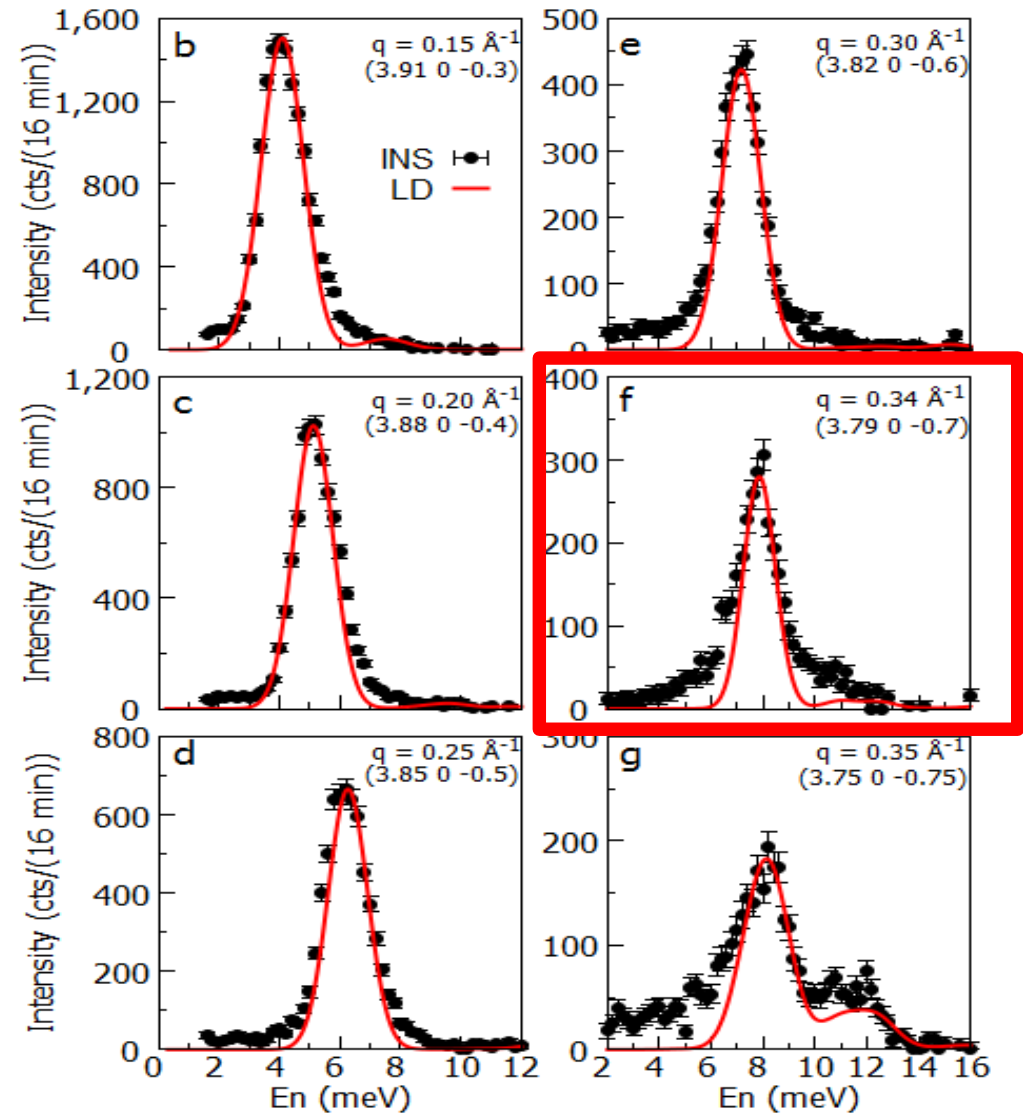 Intensity (cts/(16 min))
1,600
1,200
800
400
0
b
q = 0.15 Å-1
(3.91 0 -0.3)
INS
LD
500
400
300
200
100
0
e
q = 0.30 Å-1
(3.82 0 -0.6)
Intensity (cts/(16 min))
1,200
800
400
0
c
q = 0.20 Å-1
(3.88 0 -0.4)
400
300
200
100
0
f
q = 0.34 Å-1
(3.79 0 -0.7)
Intensity (cts/(16 min))
800
600
400
200
0
d
q = 0.25 Å-1
(3.85 0 -0.5)
0 2 4 6 8 10 12
En (meV)
300
200
100
0
g
q = 0.35 Å-1
(3.75 0 -0.75)
2 4 6 8 10 14 16
En (meV)